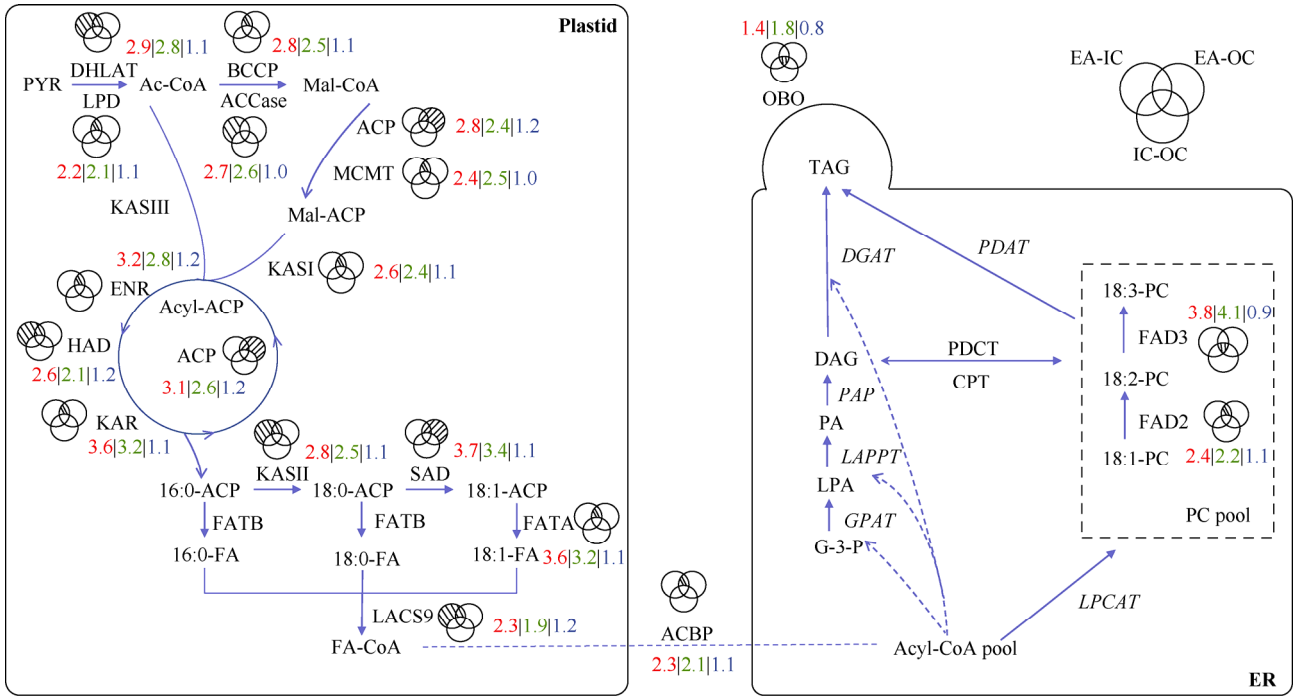 Plastid
2.9|2.8|1.1
2.8|2.5|1.1
DHLAT
BCCP
PYR
Ac-CoA
Mal-CoA
LPD
ACCase
2.2|2.1|1.1
2.7|2.6|1.0
ACP
2.8|2.4|1.2
MCMT
2.4|2.5|1.0
KASIII
Mal-ACP
3.2|2.8|1.2
KASI
2.6|2.4|1.1
ENR
Acyl-ACP
HAD
ACP
2.6|2.1|1.2
3.1|2.6|1.2
KAR
3.6|3.2|1.1
2.8|2.5|1.1
3.7|3.4|1.1
KASII
SAD
16:0-ACP
18:0-ACP
18:1-ACP
FATB
FATB
FATA
16:0-FA
18:0-FA
18:1-FA
3.6|3.2|1.1
LACS9
2.3|1.9|1.2
FA-CoA
ACBP
2.3|2.1|1.1
1.4|1.8|0.8
OBO
EA-IC
EA-OC
IC-OC
TAG
DGAT
PDAT
18:3-PC
3.8|4.1|0.9
FAD3
DAG
PDCT
CPT
18:2-PC
PAP
PA
FAD2
LAPPT
18:1-PC
2.4|2.2|1.1
LPA
GPAT
PC pool
G-3-P
LPCAT
Acyl-CoA pool
ER